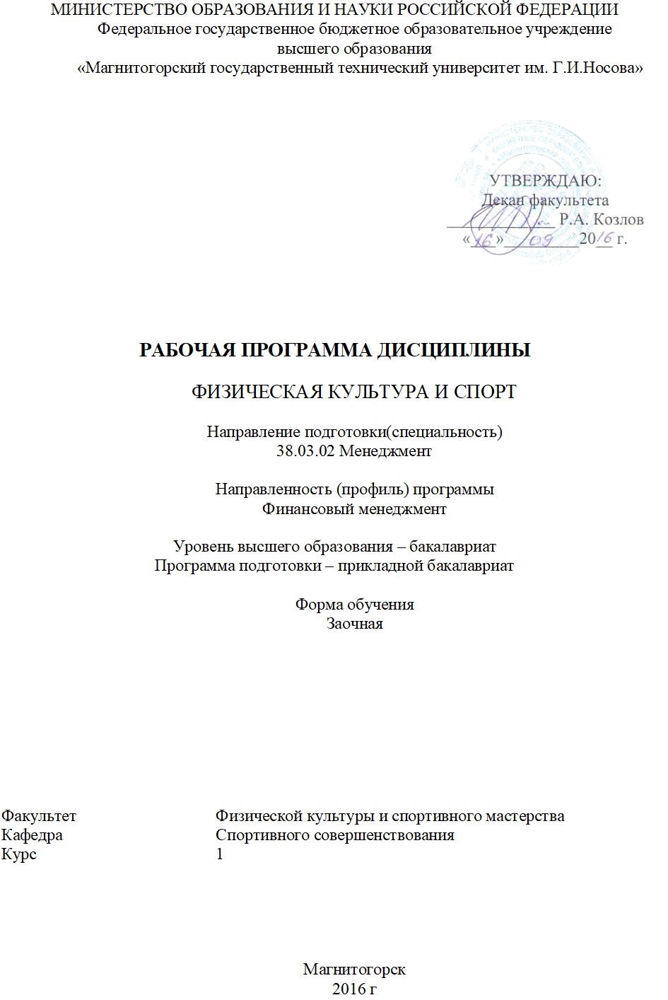 МИНИСТЕРСТВО ОБРАЗОВАНИЯ И НАУКИ РОССИЙСКОЙ ФЕДЕРАЦИИ
Федеральное государственное бюджетное образовательное учреждение
высшего образования
«Магнитогорский государственный технический университет им. Г.И.Носова»
УТВЕРЖДАЮ:
Декан факультета
_____________ Р.А. Козлов
«16»_________09_________2016 г.
РАБОЧАЯ ПРОГРАММА ДИСЦИПЛИНЫ
ФИЗИЧЕСКАЯ КУЛЬТУРА И СПОРТ
Направление подготовки(специальность)
38.03.02 Менеджмент
Направленность (профиль) программы
Финансовый менеджмент
Уровень высшего образования – бакалавриат
Программа подготовки – прикладной бакалавриат
Форма обучения
Заочная
Факультет Физической культуры и спортивного мастерства
Кафедра Спортивного совершенствования
Курс 1
Магнитогорск
2016 г